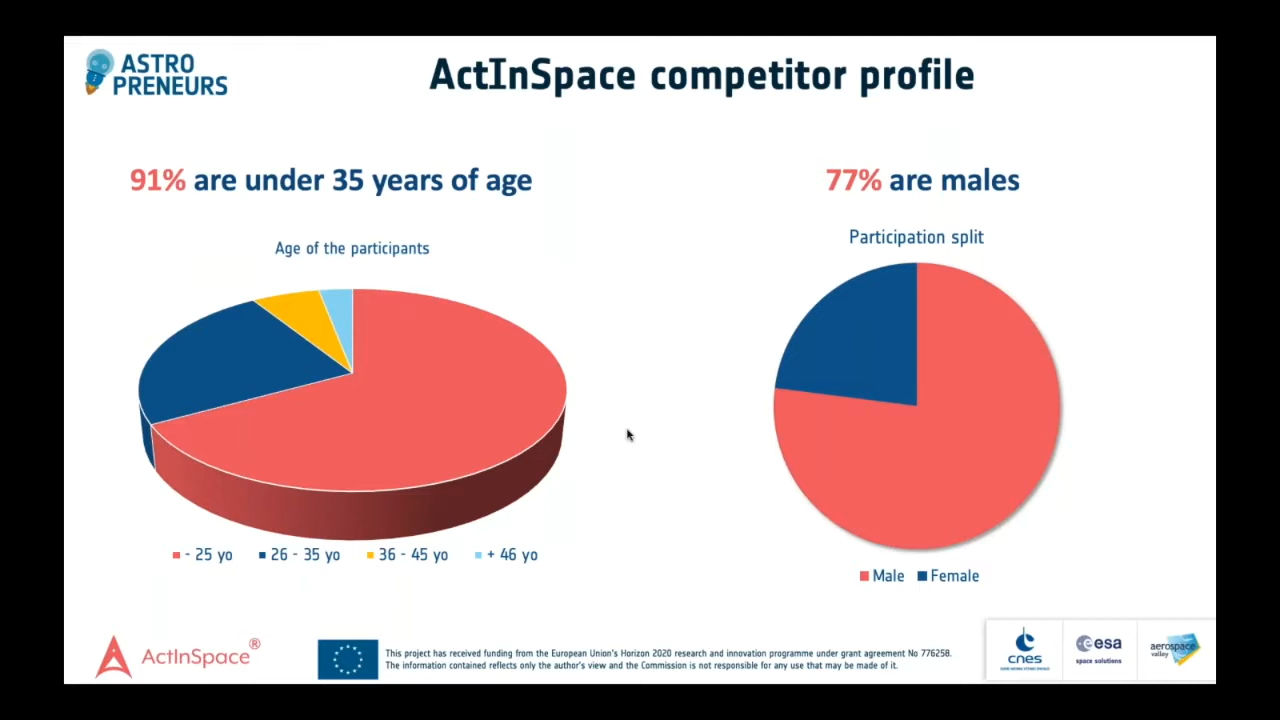 ASTRO
PRENEURS
ActInSpace competitor profile
91% are under 35 years of age
77% are males
Age of the participants
Participation split
- 25 yo 26 - 35 yo 36 - 45 yo + 46 yo
Male Female
ActInSpace®
This project has received funding from the European Union's Horizon 2020 research and innovation programme under grant agreement No 776258.
The information contained reflects only the author's view and the Commission is not responsible for any use that may be made of it.
cnes
esa
space solutions
aerospace
valley